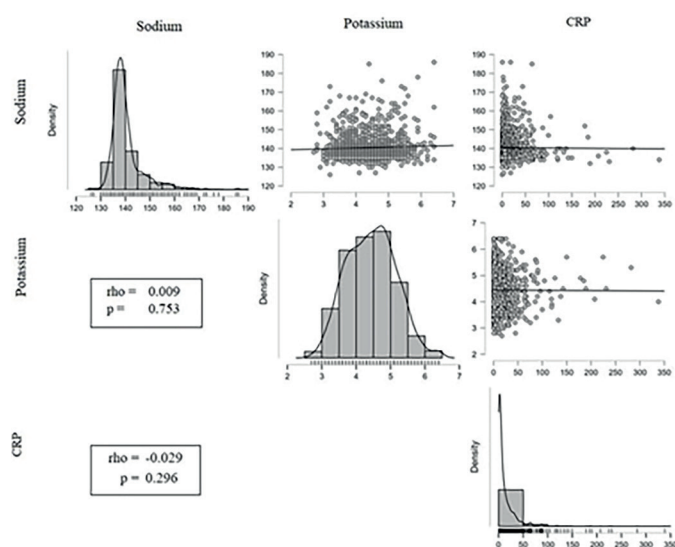 Sodium Potassium CRP
Sodium
Density
190
180
170
160
150
140
130
120
190
180
170
160
150
140
130
120
120 130 140 150 160 170 180 190
2 3 4 5 6 7
0 50 100 150 200 250 300 350
Potassium
rho = 0.009
p = 0.753
Density
7
6
5
4
3
2
2 3 4 5 6 7
0 50 100 150 200 250 300 350
CRP
rho = -0.029
p = 0.296
Density
0 50 100 150 200 250 300 350